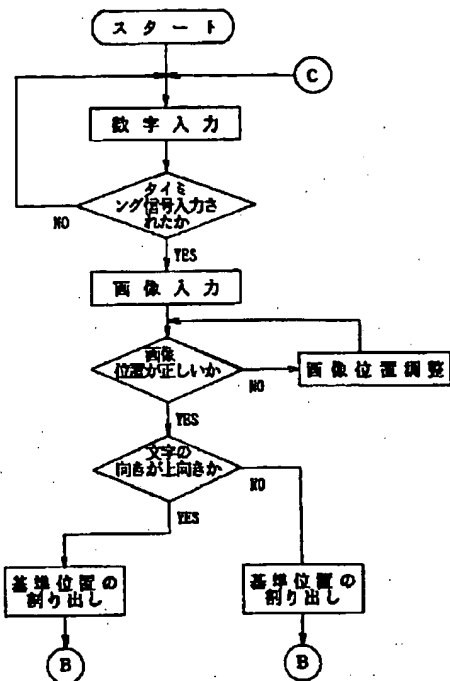 スタート
C
数字入力
タイミ
ング信号入力さ
れたか
NO
YES
画像入力
画像
位置が正しいか
NO
画像位置調整
YES
文字の
向きが上向きか
NO
YES
基準位置の
割り出し
基準位置の
割り出し
B
B